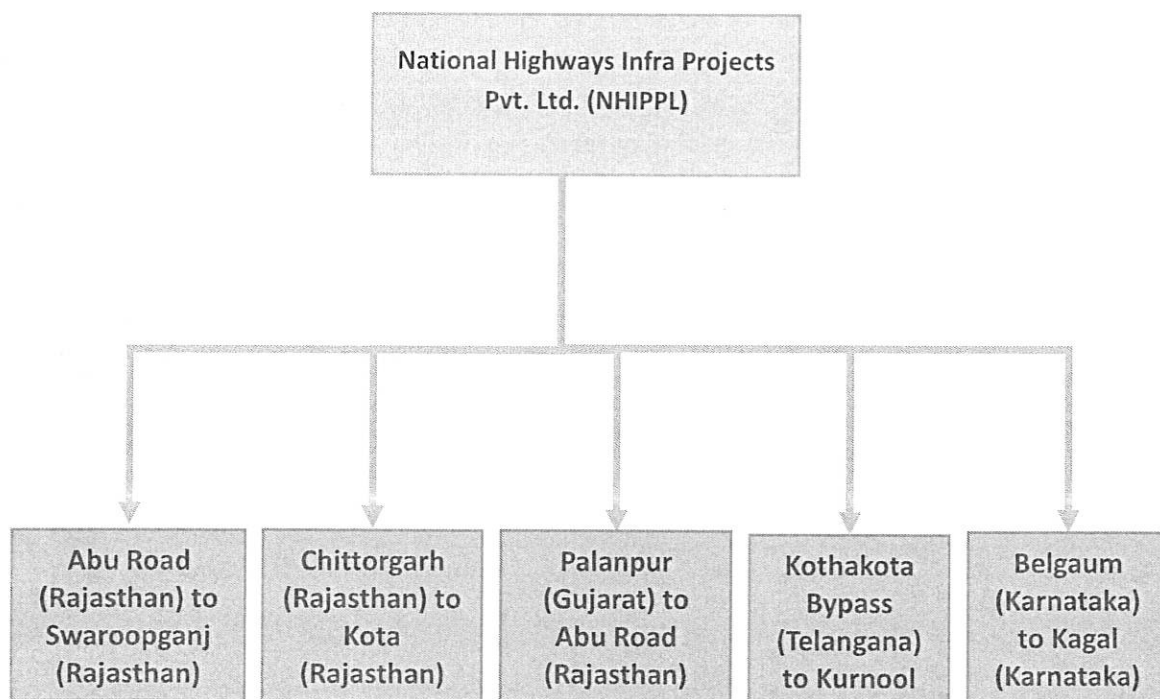 National Highways Infra Projects
Pvt. Ltd. (NHIPPL)
Abu Road
(Rajasthan) to
Swaroopganj
(Rajasthan)
Chittorgarh
(Rajasthan) to
Kota
(Rajasthan)
Palanpur
(Gujarat) to
Abu Road
(Rajasthan)
Kothakota
Bypass
(Telangana)
to Kurnool
Belgaum
(Karnataka)
to Kagal
(Karnataka)